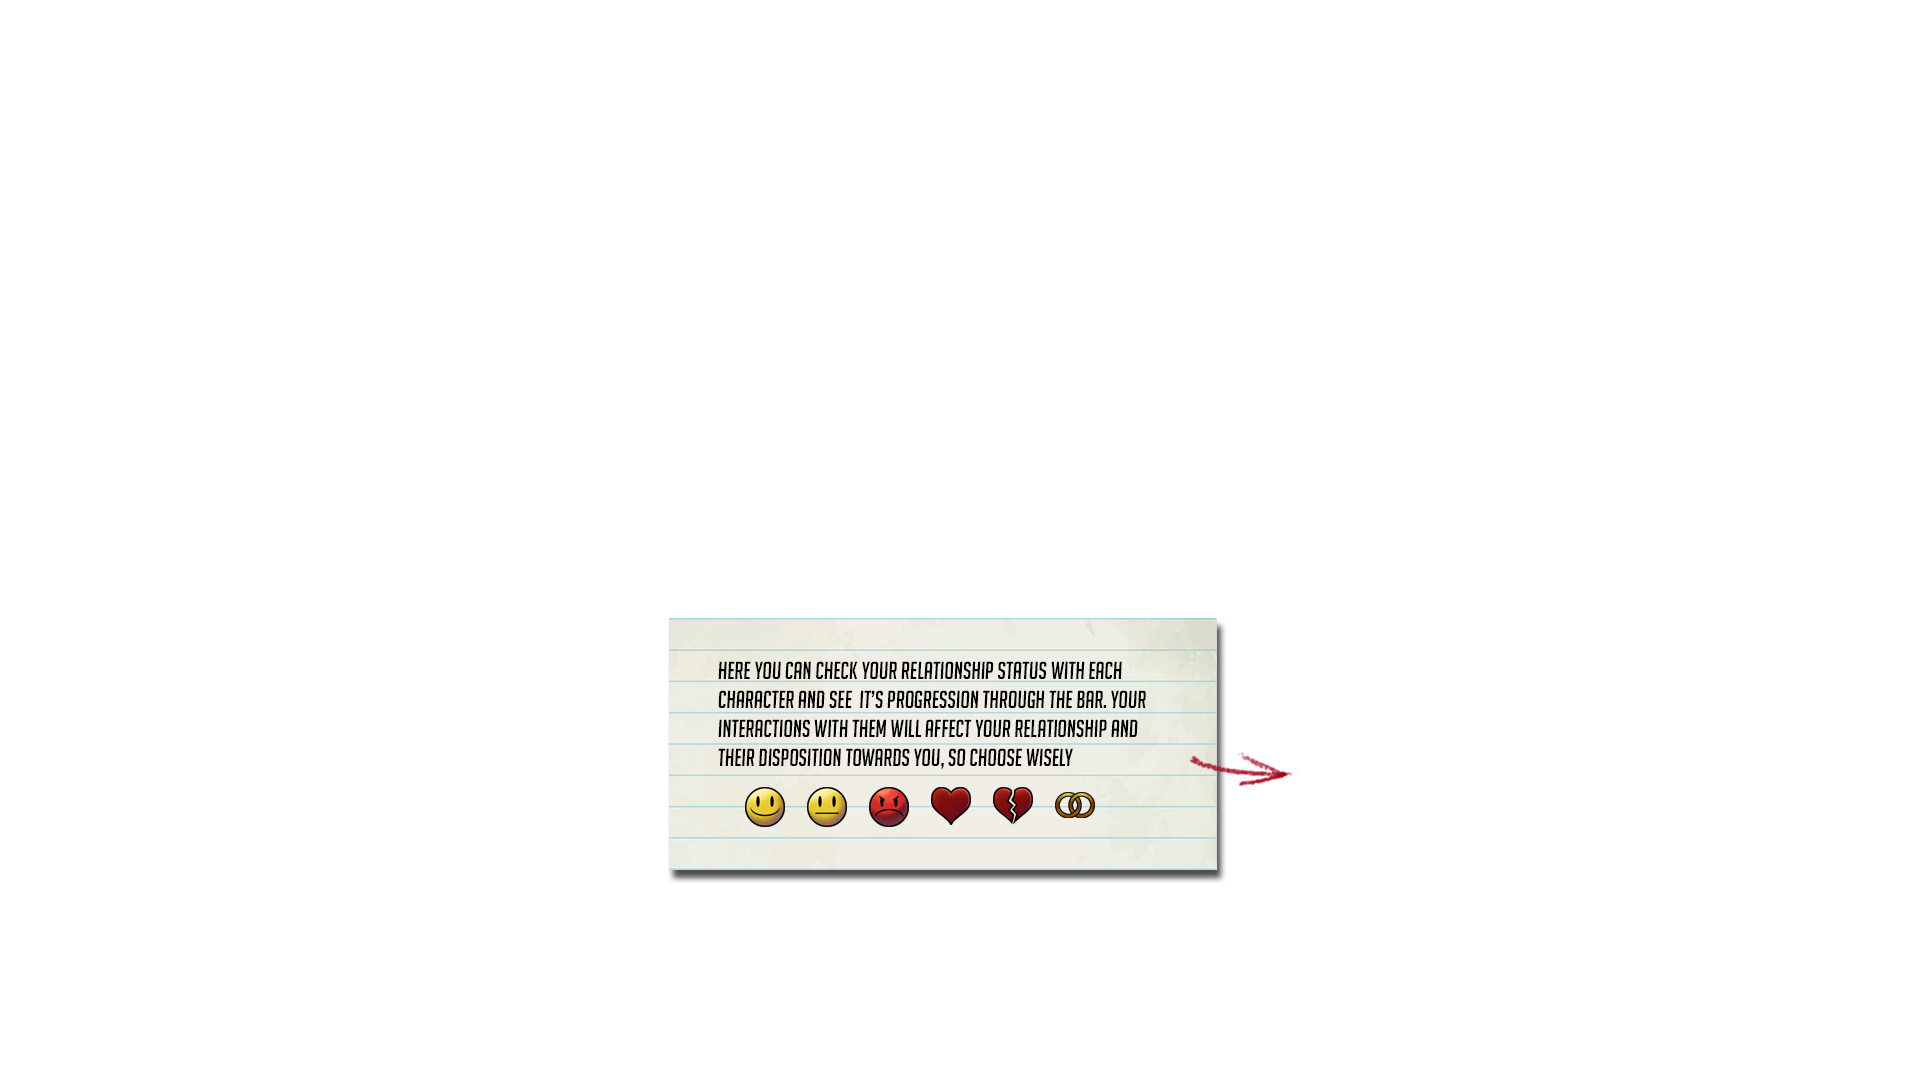 HERE YOU CAN CHECK YOUR RELATIONSHIP STATUS WITH EACH
CHARACTER AND SEE IT'S PROGRESSION THROUGH THE BAR. YOUR
INTERACTIONS WITH THEM WILL AFFECT YOUR RELATIONSHIP AND
THEIR DISPOSITION TOWARDS YOU, SO CHOOSE WISELY